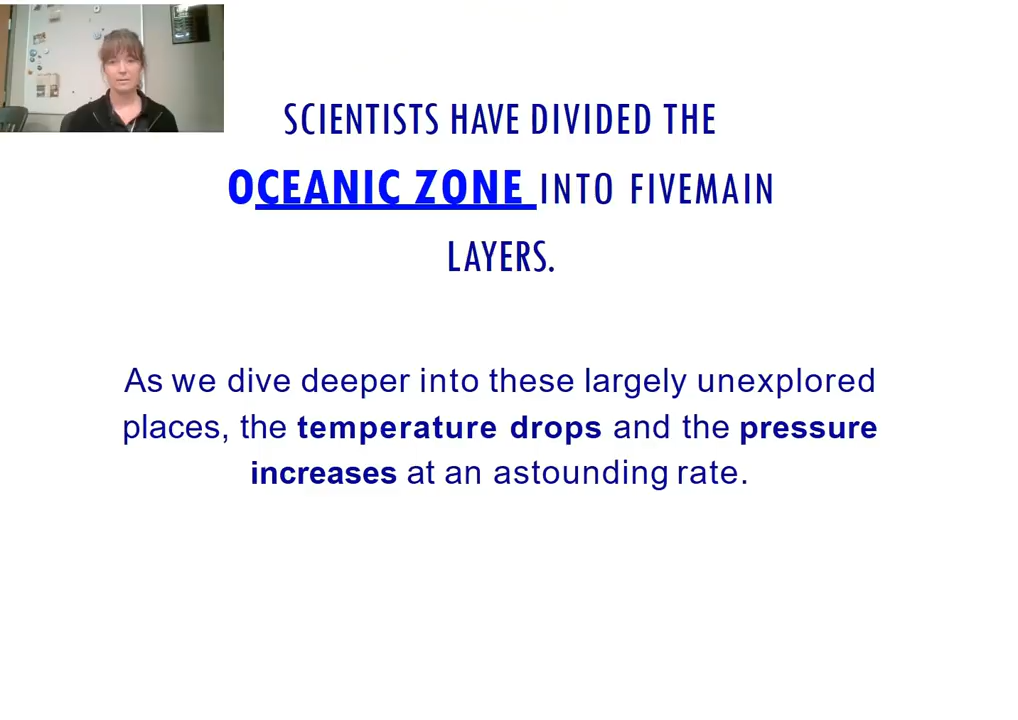 SCIENTISTS HAVE DIVIDED THE
OCEANIC ZONE INTO FIVEMAIN
LAYERS.
As we dive deeper into these largely unexplored
places, the temperature drops and the pressure
increases at an astounding rate.